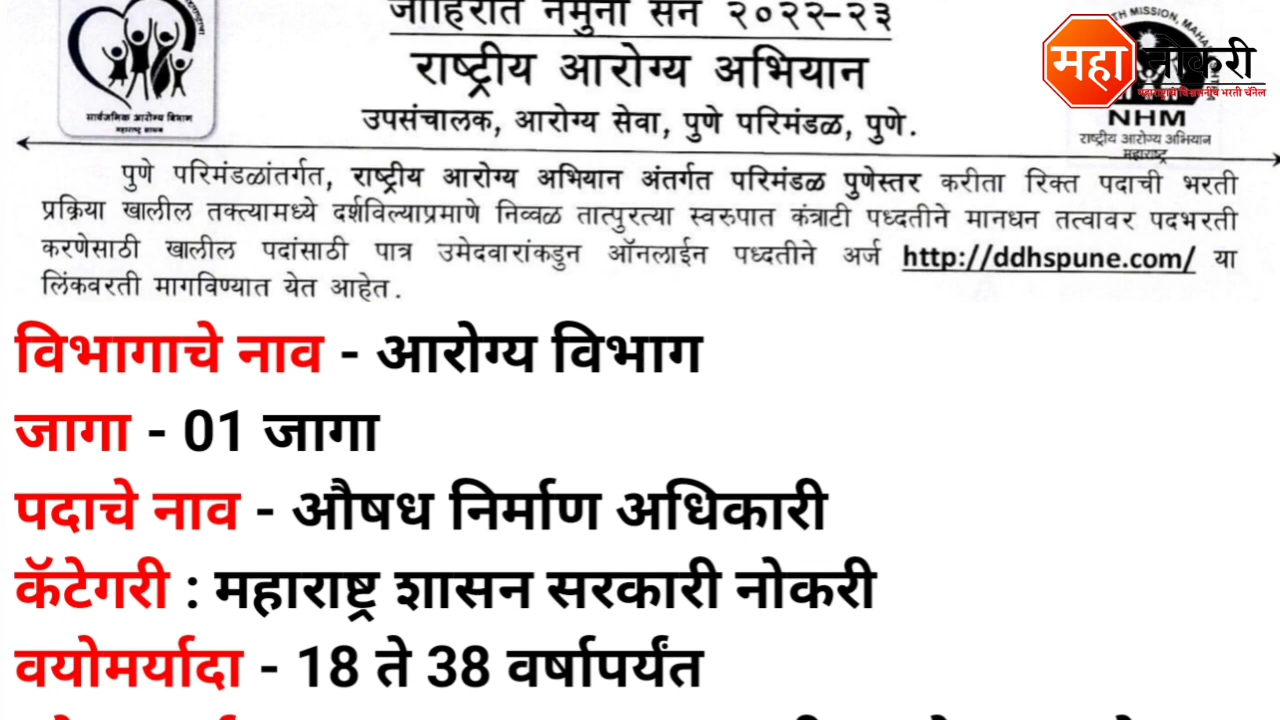 जाहिरात नमुना सन २०२२-२३
राष्ट्रीय आरोग्य अभियान
उपसंचालक, आरोग्य सेवा, पुणे परिमंडळ, पुणे.
सार्वजनिक आरोग्य विभाग
महाराष्ट्र शासन
महा नोकरी
NHM
राष्ट्रीय आरोग्य अभियान
महाराष्ट्र
पुणे परिमंडळांतर्गत, राष्ट्रीय आरोग्य अभियान अंतर्गत परिमंडळ पुणेस्तर करीता रिक्त पदाची भरती
प्रक्रिया खालील तक्त्यामध्ये दर्शविल्याप्रमाणे निव्वळ तात्पुरत्या स्वरुपात कंत्राटी पध्दतीने मानधन तत्वावर पदभरती
करणेसाठी खालील पदांसाठी पात्र उमेदवारांकडुन ऑनलाईन पध्दतीने अर्ज http://ddhspune.com/ या
लिंकवरती मागविण्यात येत आहेत.
विभागाचे नाव - आरोग्य विभाग
जागा - 01 जागा
पदाचे नाव - औषध निर्माण अधिकारी
कॅटेगरी : महाराष्ट्र शासन सरकारी नोकरी
वयोमर्यादा - 18 ते 38 वर्षापर्यंत